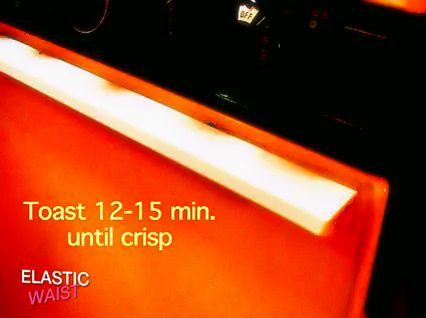 OFF
Toast 12-15 min.
until crisp
ELASTIC
WAIST